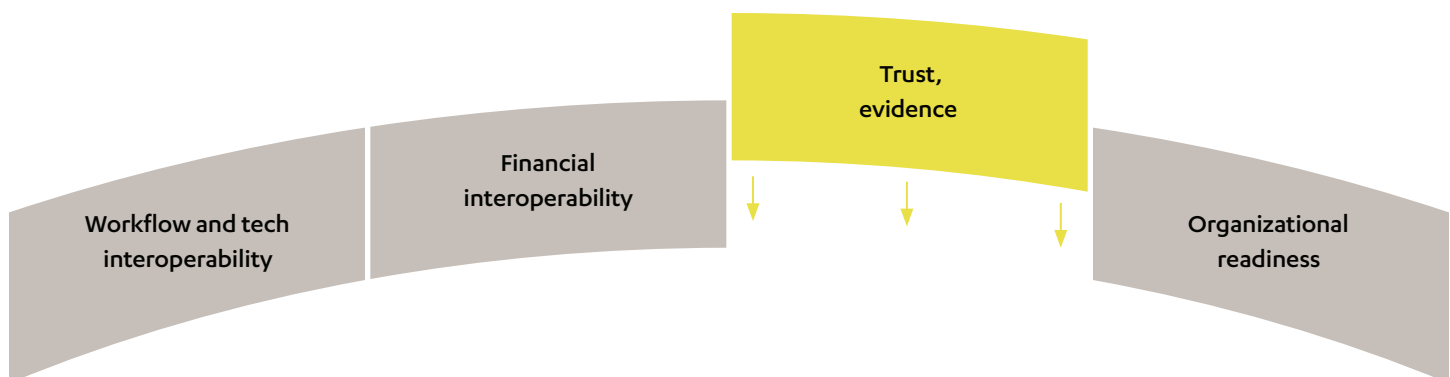 Workflow and tech
interoperability
Financial
interoperability
Trust,
evidence
Organizational
readiness